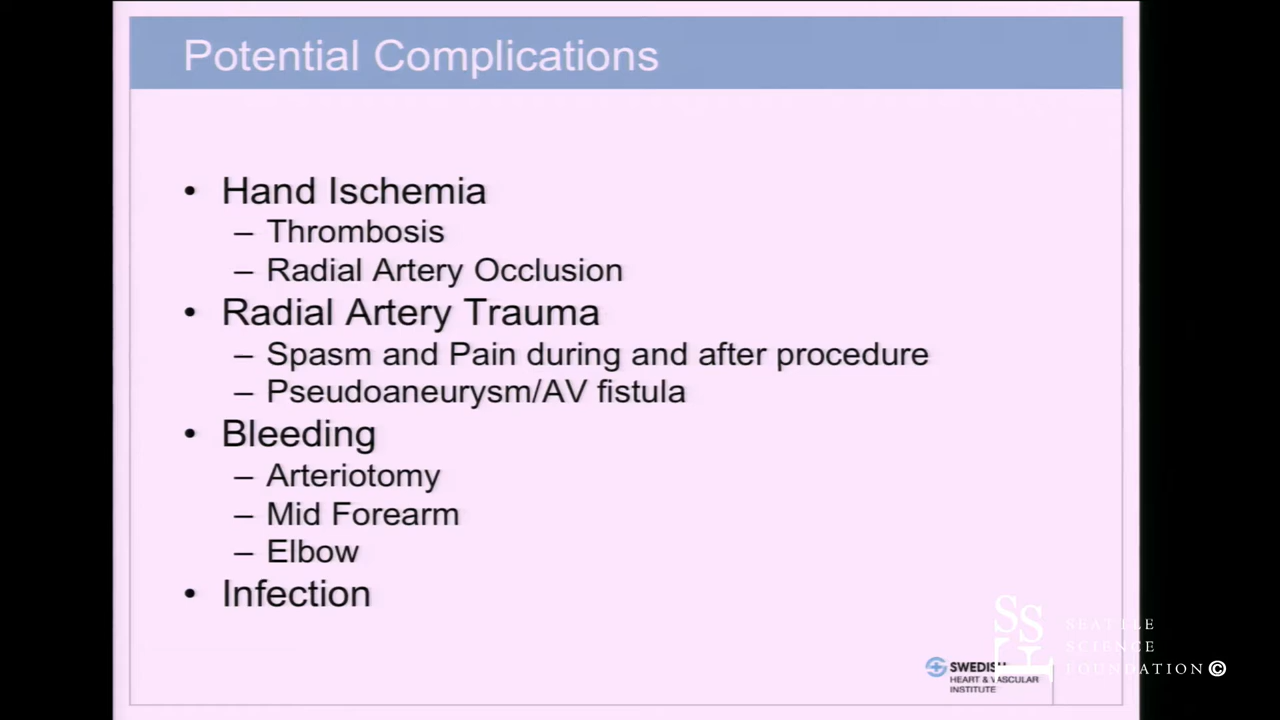 Potential Complications
• Hand Ischemia
– Thrombosis
– Radial Artery Occlusion
• Radial Artery Trauma
– Spasm and Pain during and after procedure
– Pseudoaneurysm/AV fistula
• Bleeding
– Arteriotomy
– Mid Forearm
– Elbow
• Infection
SWEDISH
HEART & VASCULAR
INSTITUTE
SSF
SEATTLE
SCIENCE
FOUNDATION ©